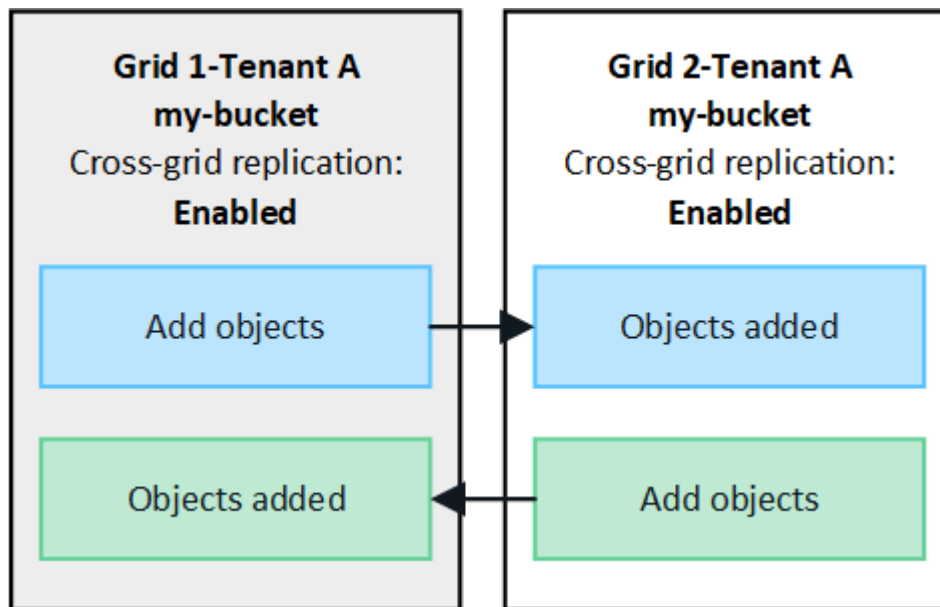 Grid 1-Tenant A
my-bucket
Cross-grid replication:
Enabled
Add objects
Objects added
Grid 2-Tenant A
my-bucket
Cross-grid replication:
Enabled
Objects added
Add objects